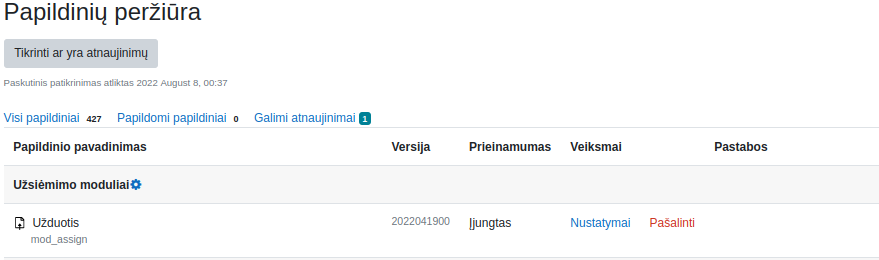 Papildinių peržiūra
Tikrinti ar yra atnaujinimų
Paskutinis patikrinimas atliktas 2022 August 8, 00:37
Visi papildiniai 427 Papildomi papildiniai 0 Galimi atnaujinimai 1
Papildinio pavadinimas Versija Prieinamumas Veiksmai Pastabos
Užsiėmimo moduliai
Užduotis 2022041900 Įjungtas Nustatymai Pašalinti
mod_assign